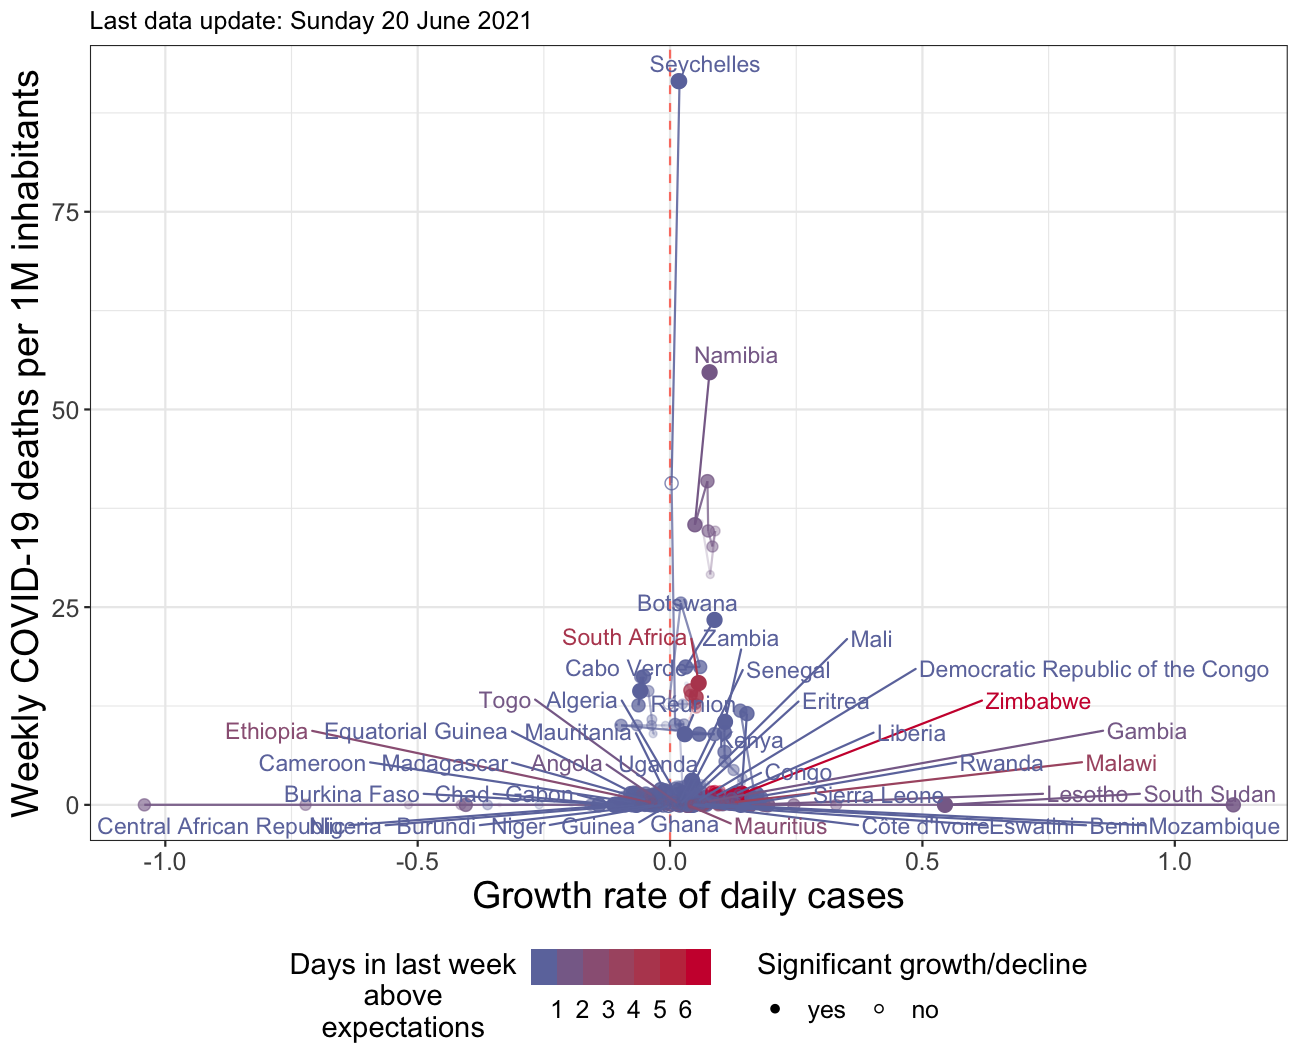 Last data update: Sunday 20 June 2021
Weekly COVID-19 deaths per 1M inhabitants
75
50
25
0
Seychelles
Namibia
Botswana
South Africa
Zambia
Mali
Cabo Verde
Senegal
Democratic Republic of the Congo
Togo
Algeria
Réunion
Eritrea
Zimbabwe
Ethiopia
Equatorial Guinea
Mauritania
Kenya
Liberia
Gambia
Cameroon
Madagascar
Angola
Uganda
Congo
Rwanda
Malawi
Burkina Faso
Chad
Gabon
Sierra Leone
Lesotho
South Sudan
Central African Republic
Nigeria
Burundi
Niger
Guinea
Ghana
Mauritius
Côte d'Ivoire
Eswatini
Benin
Mozambique
-1.0 -0.5 0.0 0.5 1.0
Growth rate of daily cases
Days in last week
above
expectations
1 2 3 4 5 6
Significant growth/decline
yes no